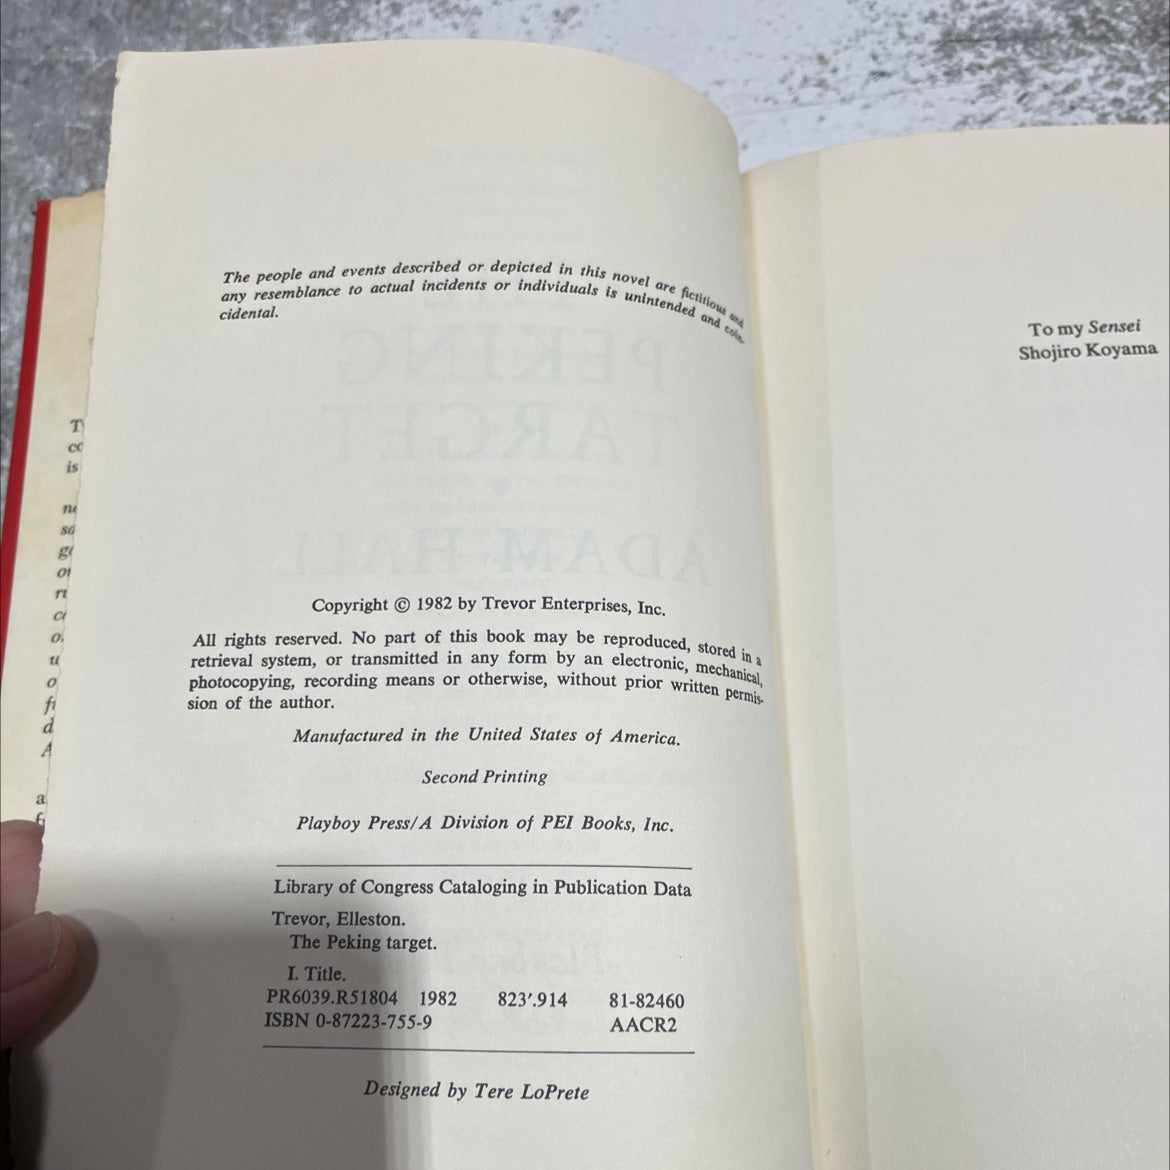 The people and events described or depicted in this novel are fictitious and
any resemblance to actual incidents or individuals is unintended and coin-
cidental.
Copyright © 1982 by Trevor Enterprises, Inc.
All rights reserved. No part of this book may be reproduced, stored in a
retrieval system, or transmitted in any form by an electronic, mechanical,
photocopying, recording means or otherwise, without prior written permis-
sion of the author.
Manufactured in the United States of America.
Second Printing
Playboy Press/A Division of PEI Books, Inc.
Library of Congress Cataloging in Publication Data
Trevor, Elleston.
The Peking target.
I. Title.
PR6039.R51804 1982 823'.914 81-82460
ISBN 0-87223-755-9 AACR2
Designed by Tere LoPrete
To my Sensei
Shojiro Koyama